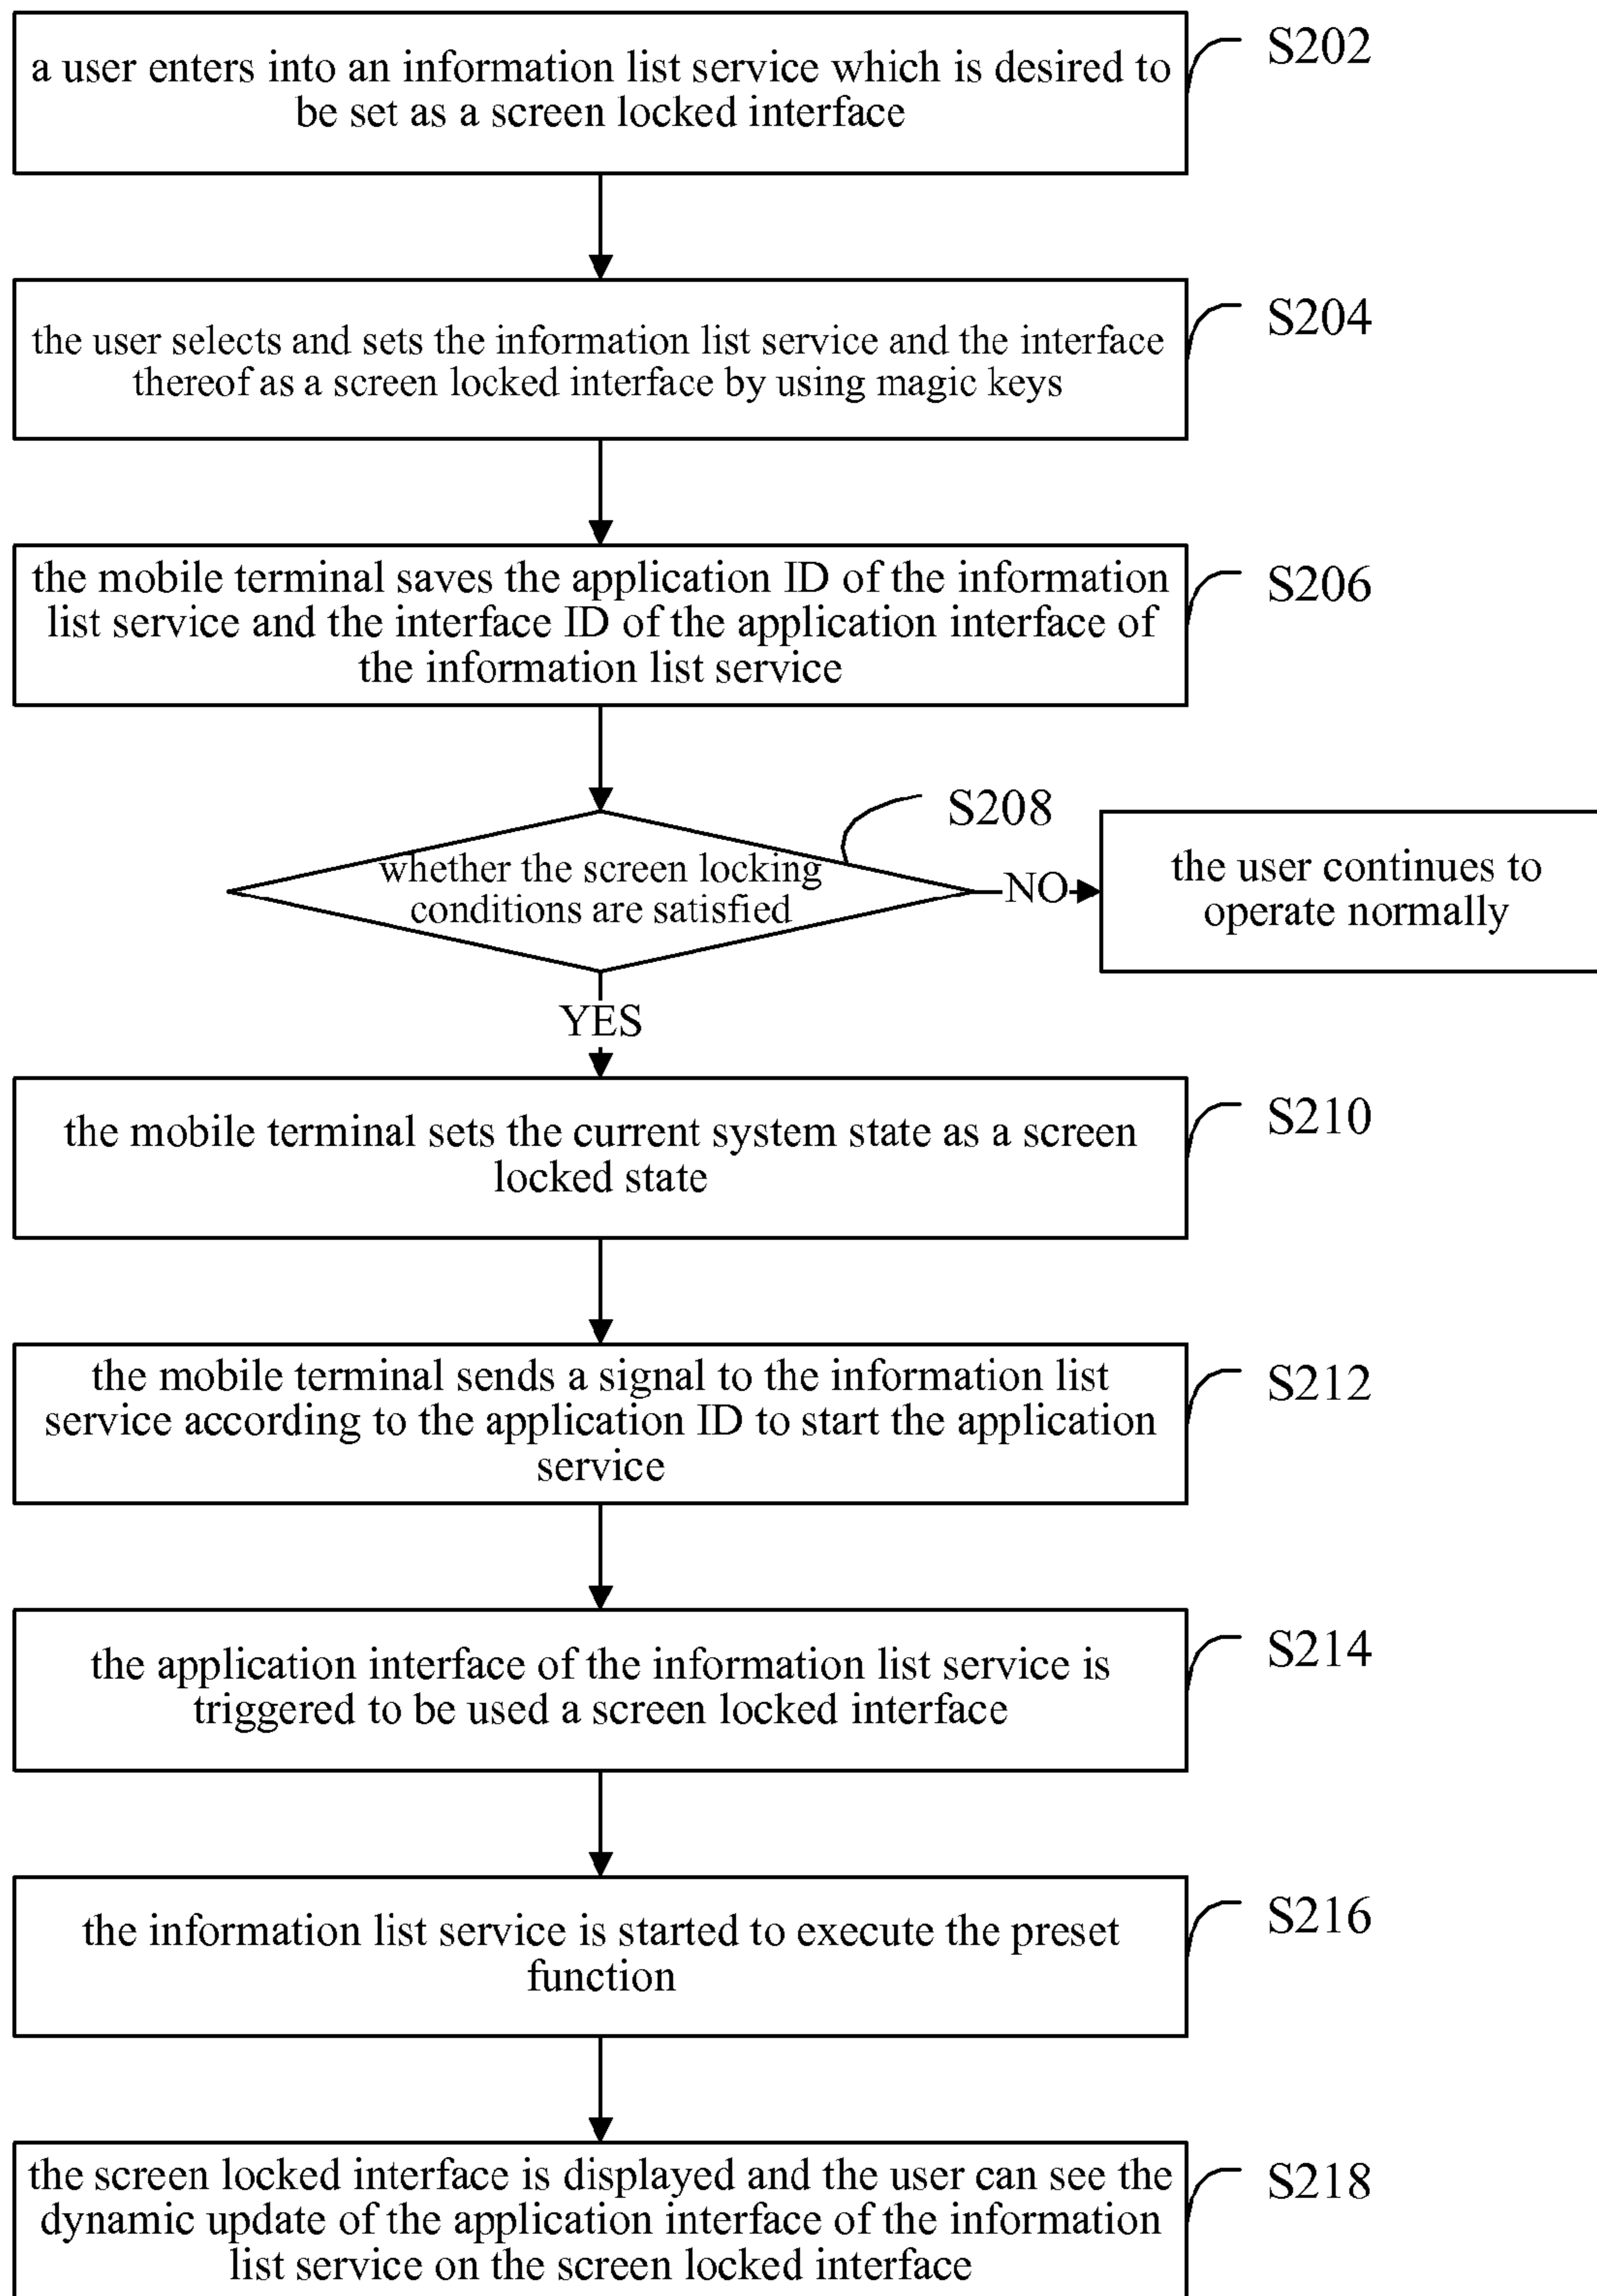 a user enters into an information list service which is desired to
be set as a screen locked interface
S202
the user selects and sets the information list service and the interface
thereof as a screen locked interface by using magic keys
S204
the mobile terminal saves the application ID of the information
list service and the interface ID of the application interface of
the information list service
S206
whether the screen locking
conditions are satisfied
S208
NO
the user continues to
operate normally
YES
the mobile terminal sets the current system state as a screen
locked state
S210
the mobile terminal sends a signal to the information list
service according to the application ID to start the application
service
S212
the application interface of the information list service is
triggered to be used a screen locked interface
S214
the information list service is started to execute the preset
function
S216
the screen locked interface is displayed and the user can see the
dynamic update of the application interface of the information
list service on the screen locked interface
S218